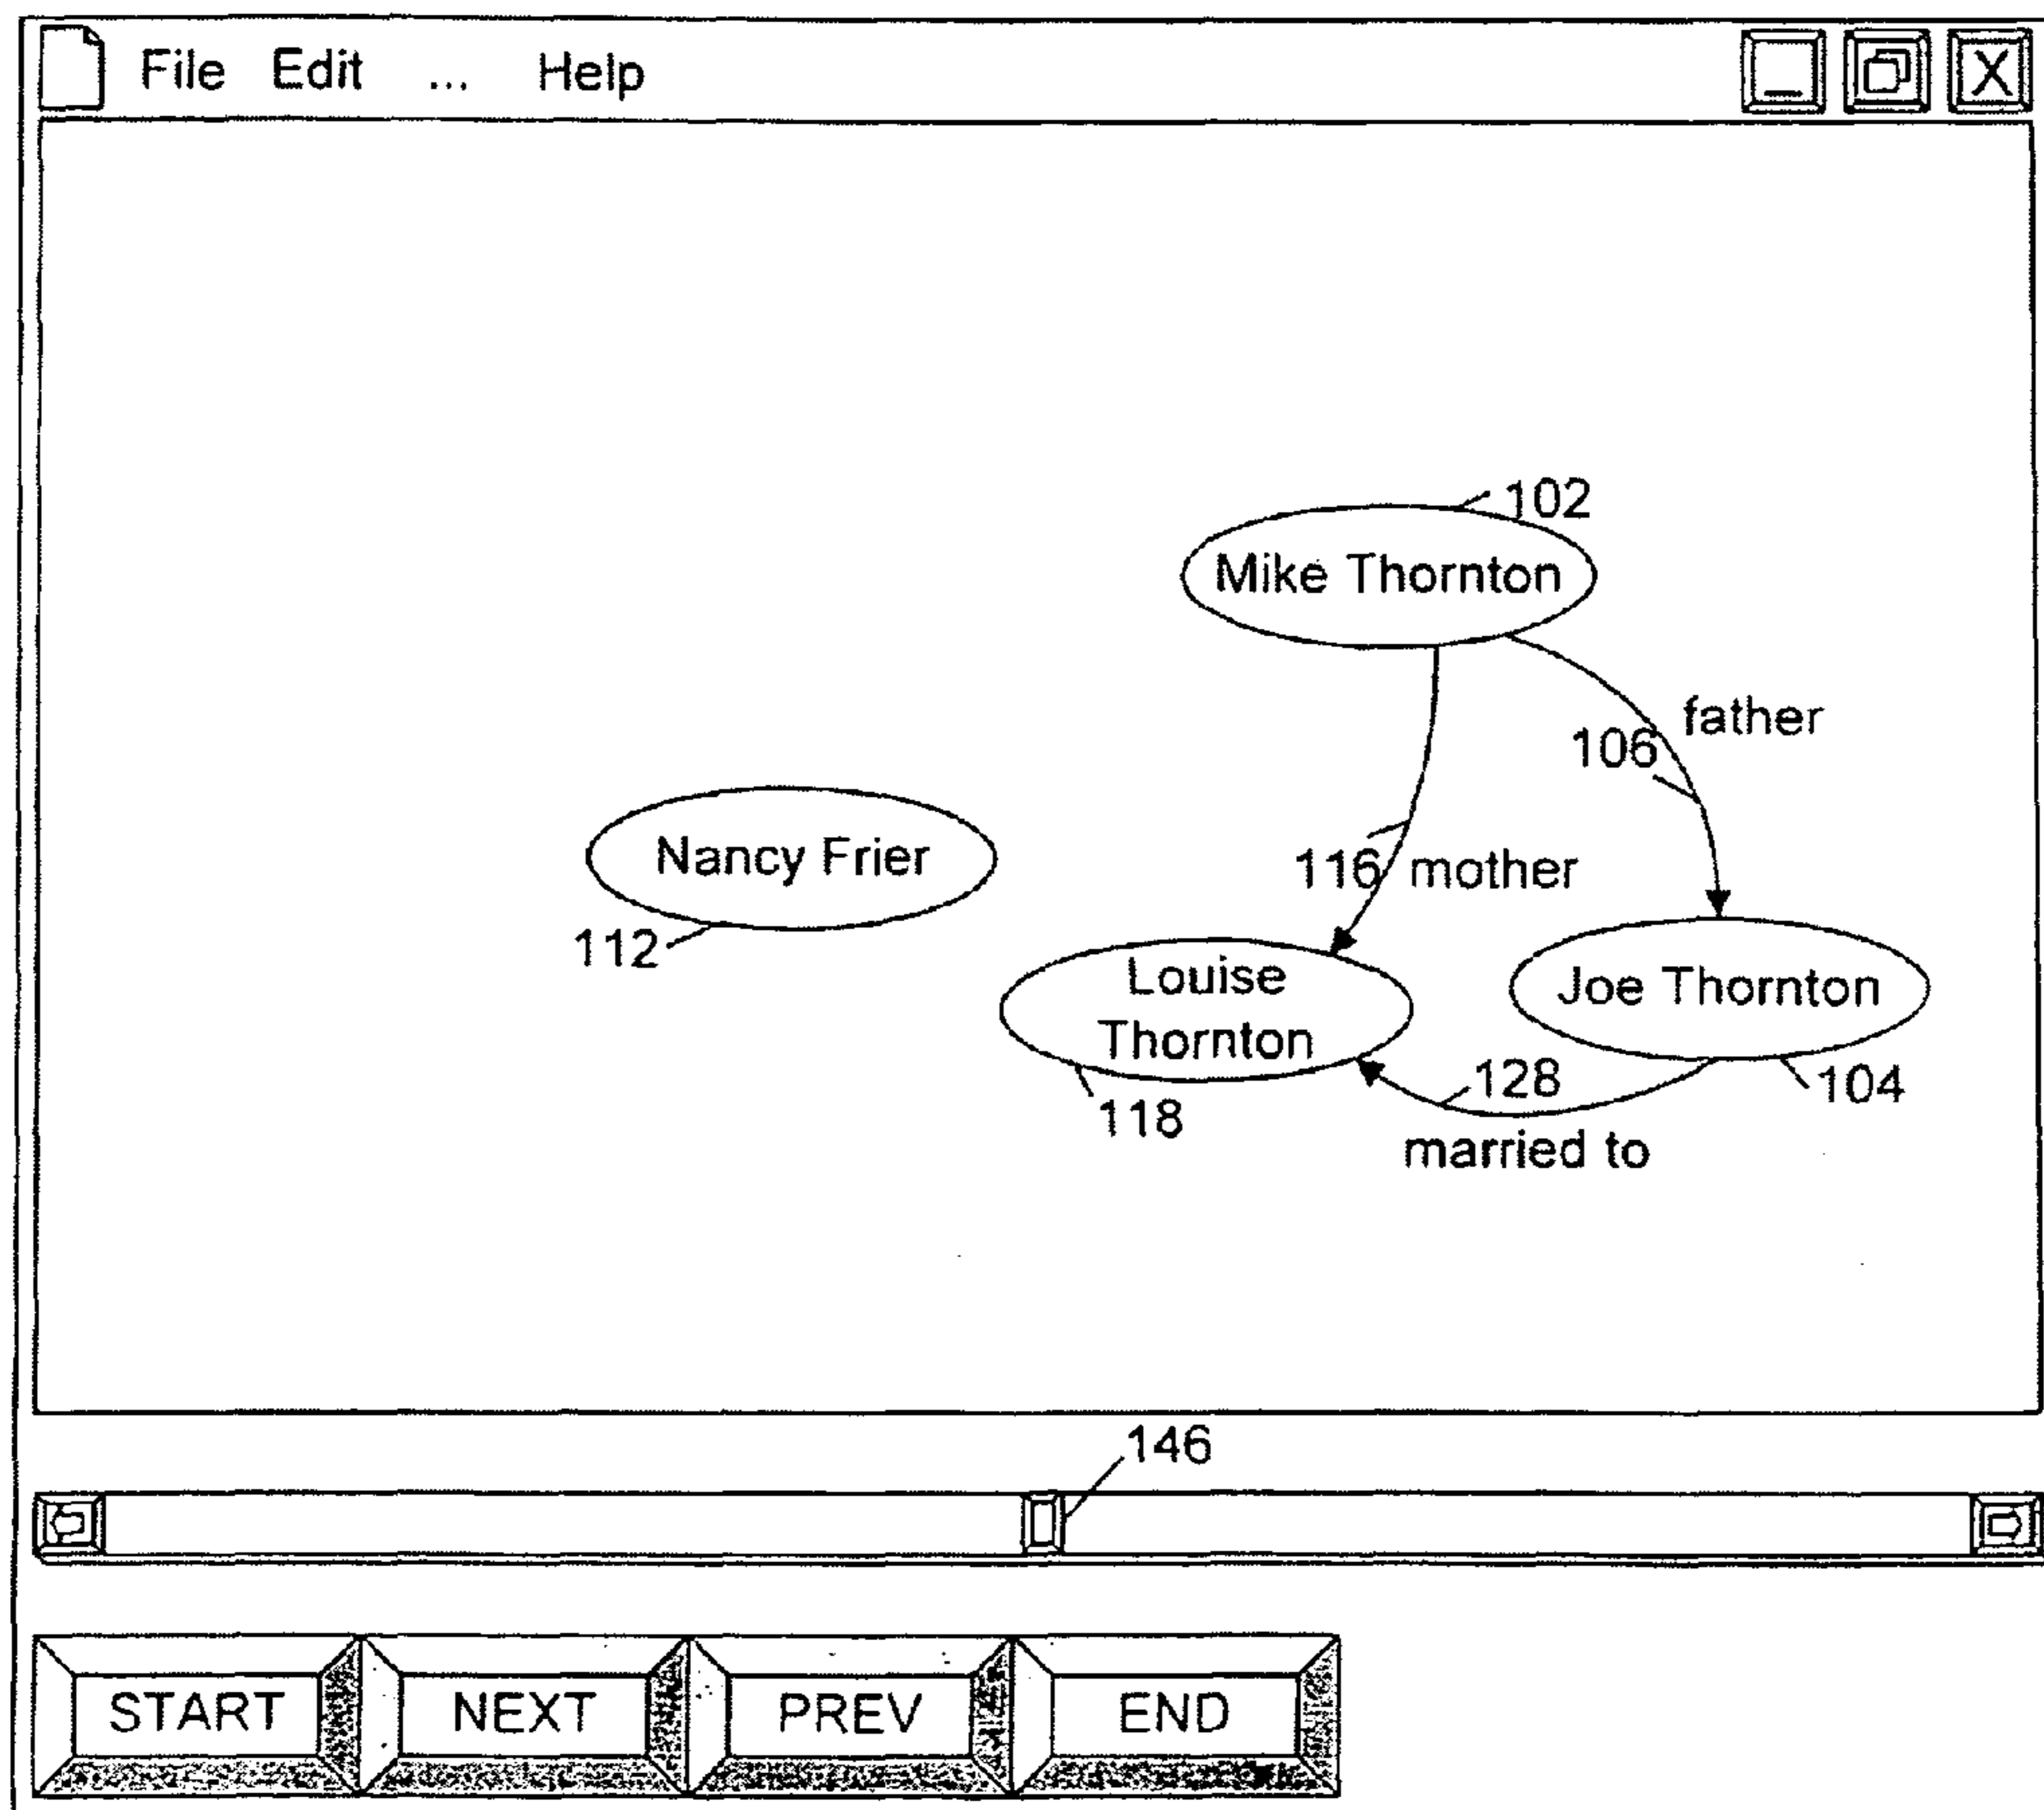 File Edit ... Help
X
102
Mike Thornton
father
106
Nancy Frier
116 mother
112
Louise
Thornton
Joe Thornton
128
104
118
married to
146
START NEXT PREV END